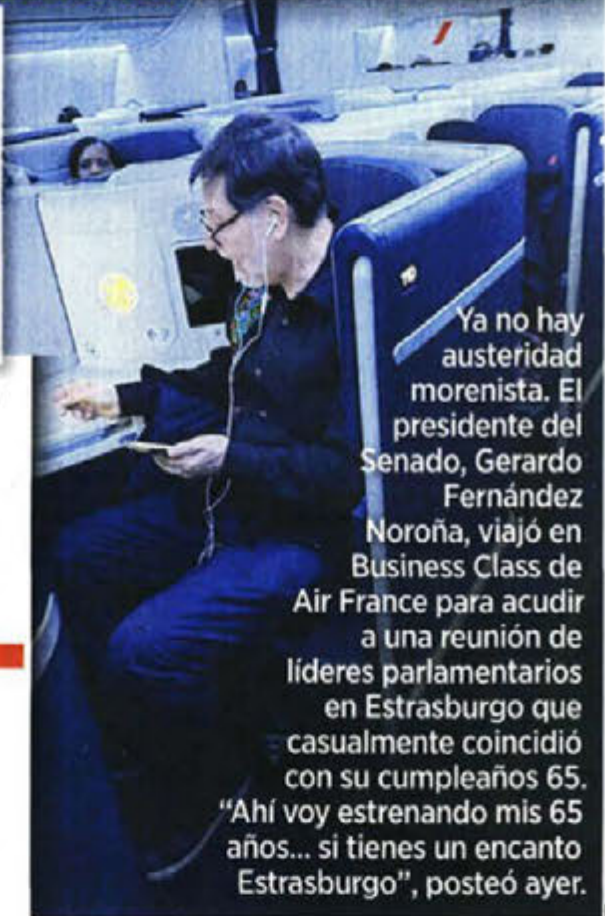 Ya no hay
austeridad
morenista. El
presidente del
Senado, Gerardo
Fernández
Noroña, viajó en
Business Class de
Air France para acudir
a una reunión de
líderes parlamentarios
en Estrasburgo que
casualmente coincidió
con su cumpleaños 65.
“Ahí voy estrenando mis 65
años... si tienes un encanto
Estrasburgo”, posteó ayer.